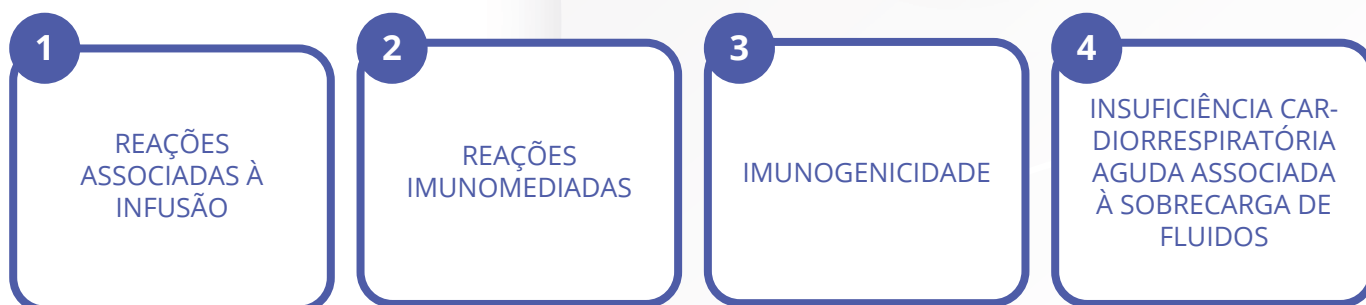 1
REAÇÕES
ASSOCIADAS À
INFUSÃO
2
REAÇÕES
IMUNOMEDIADAS
3
IMUNOGENICIDADE
4
INSUFICIÊNCIA CAR-
DIORRESPIRATÓRIA
AGUDA ASSOCIADA
À SOBRECARGA DE
FLUIDOS